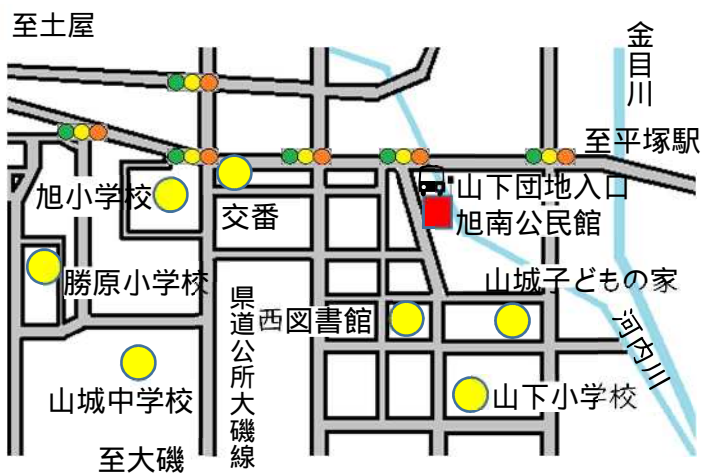 至土屋
金目川
至平塚駅
山下団地入口
旭小学校
交番
旭南公民館
勝原小学校
山城子どもの家
県道公所大磯線
西図書館
河内川
山城中学校
山下小学校
至大磯